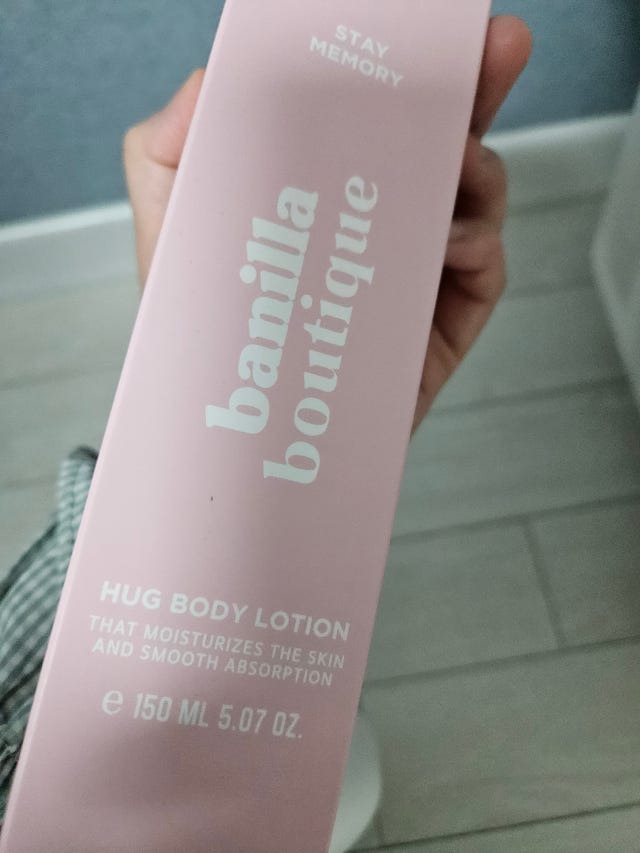 STAY
MEMORY
banilla
boutique
HUG BODY LOTION
THAT MOISTURIZES THE SKIN
AND SMOOTH ABSORPTION
e 150 ML 5.07 OZ.